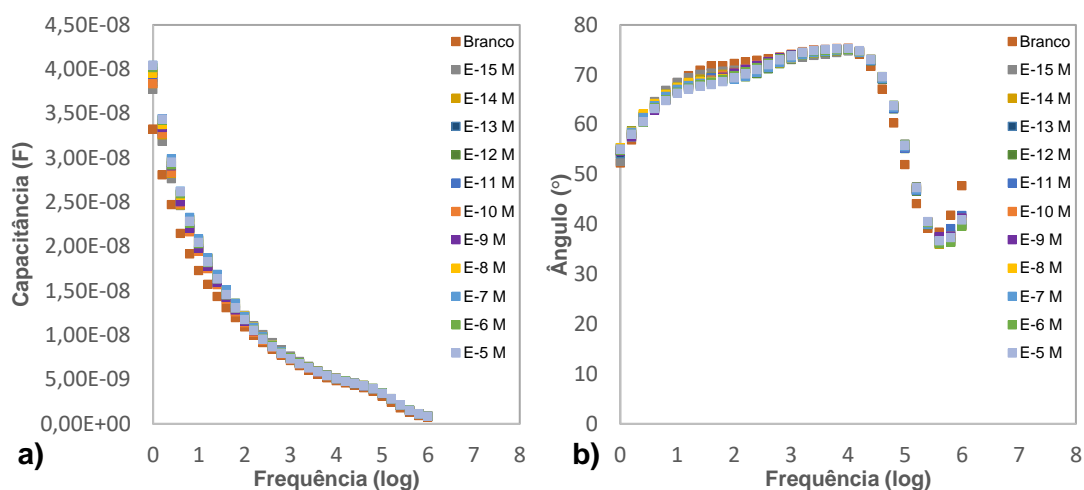 4,50E-08
4,00E-08
3,50E-08
3,00E-08
2,50E-08
2,00E-08
1,50E-08
1,00E-08
5,00E-09
0,00E+00
Capacitância (F)
0 1 2 3 4 5 6 7 8
Frequência (log)
Branco
E-15 M
E-14 M
E-13 M
E-12 M
E-11 M
E-10 M
E-9 M
E-8 M
E-7 M
E-6 M
E-5 M
a)
80
70
60
50
40
30
20
10
0
Ângulo (°)
0 1 2 3 4 5 6 7 8
Frequência (log)
Branco
E-15 M
E-14 M
E-13 M
E-12 M
E-11 M
E-10 M
E-9 M
E-8 M
E-7 M
E-6 M
E-5 M
b)